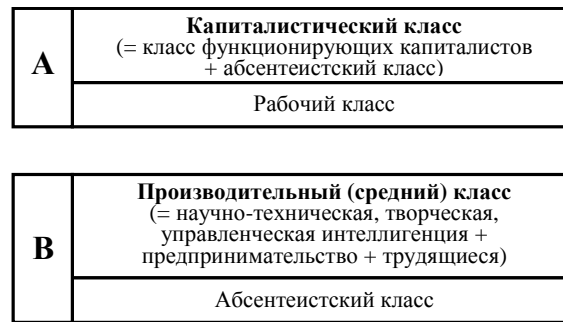 A
Капиталистический класс
(= класс функционирующих капиталистов
+ абсентеистский класс)
Рабочий класс
B
Производительный (средний) класс
(= научно-техническая, творческая,
управленческая интеллигенция +
предпринимательство + трудящиеся)
Абсентеистский класс